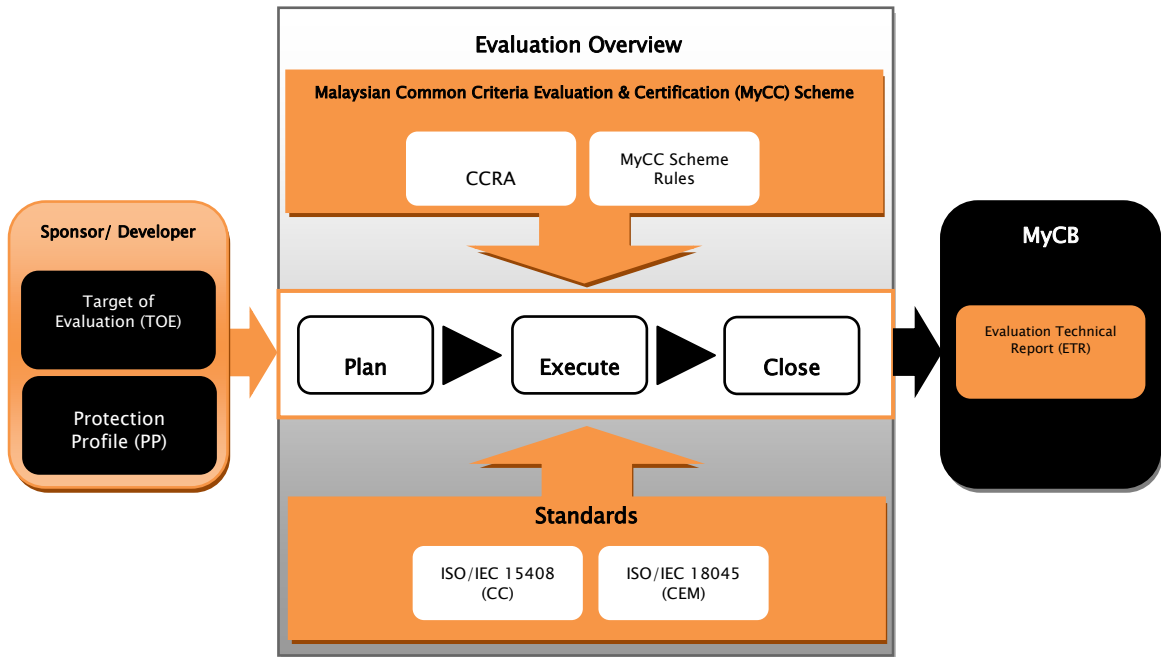 Evaluation Overview
Malaysian Common Criteria Evaluation & Certification (MyCC) Scheme
CCRA
MyCC Scheme
Rules
Sponsor/ Developer
Target of
Evaluation (TOE)
Protection
Profile (PP)
Plan
Execute
Close
MyCB
Evaluation Technical
Report (ETR)
Standards
ISO/IEC 15408
(CC)
ISO/IEC 18045
(CEM)